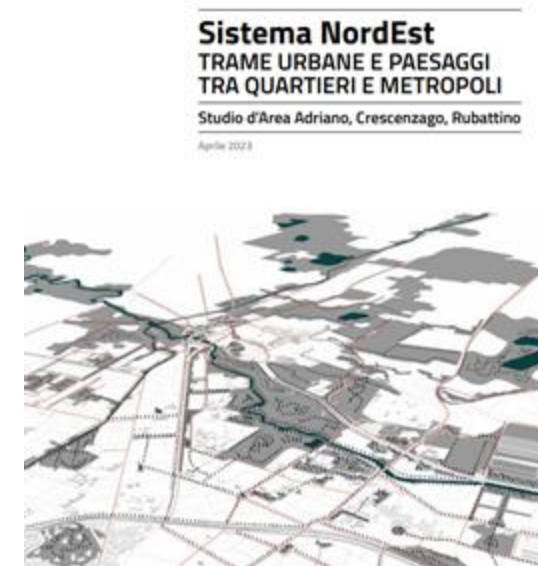 Sistema NordEst
TRAME URBANE E PAESAGGI
TRA QUARTIERI E METROPOLI
Studio d'Area Adriano, Crescenzago, Rubattino
Aprile 2023